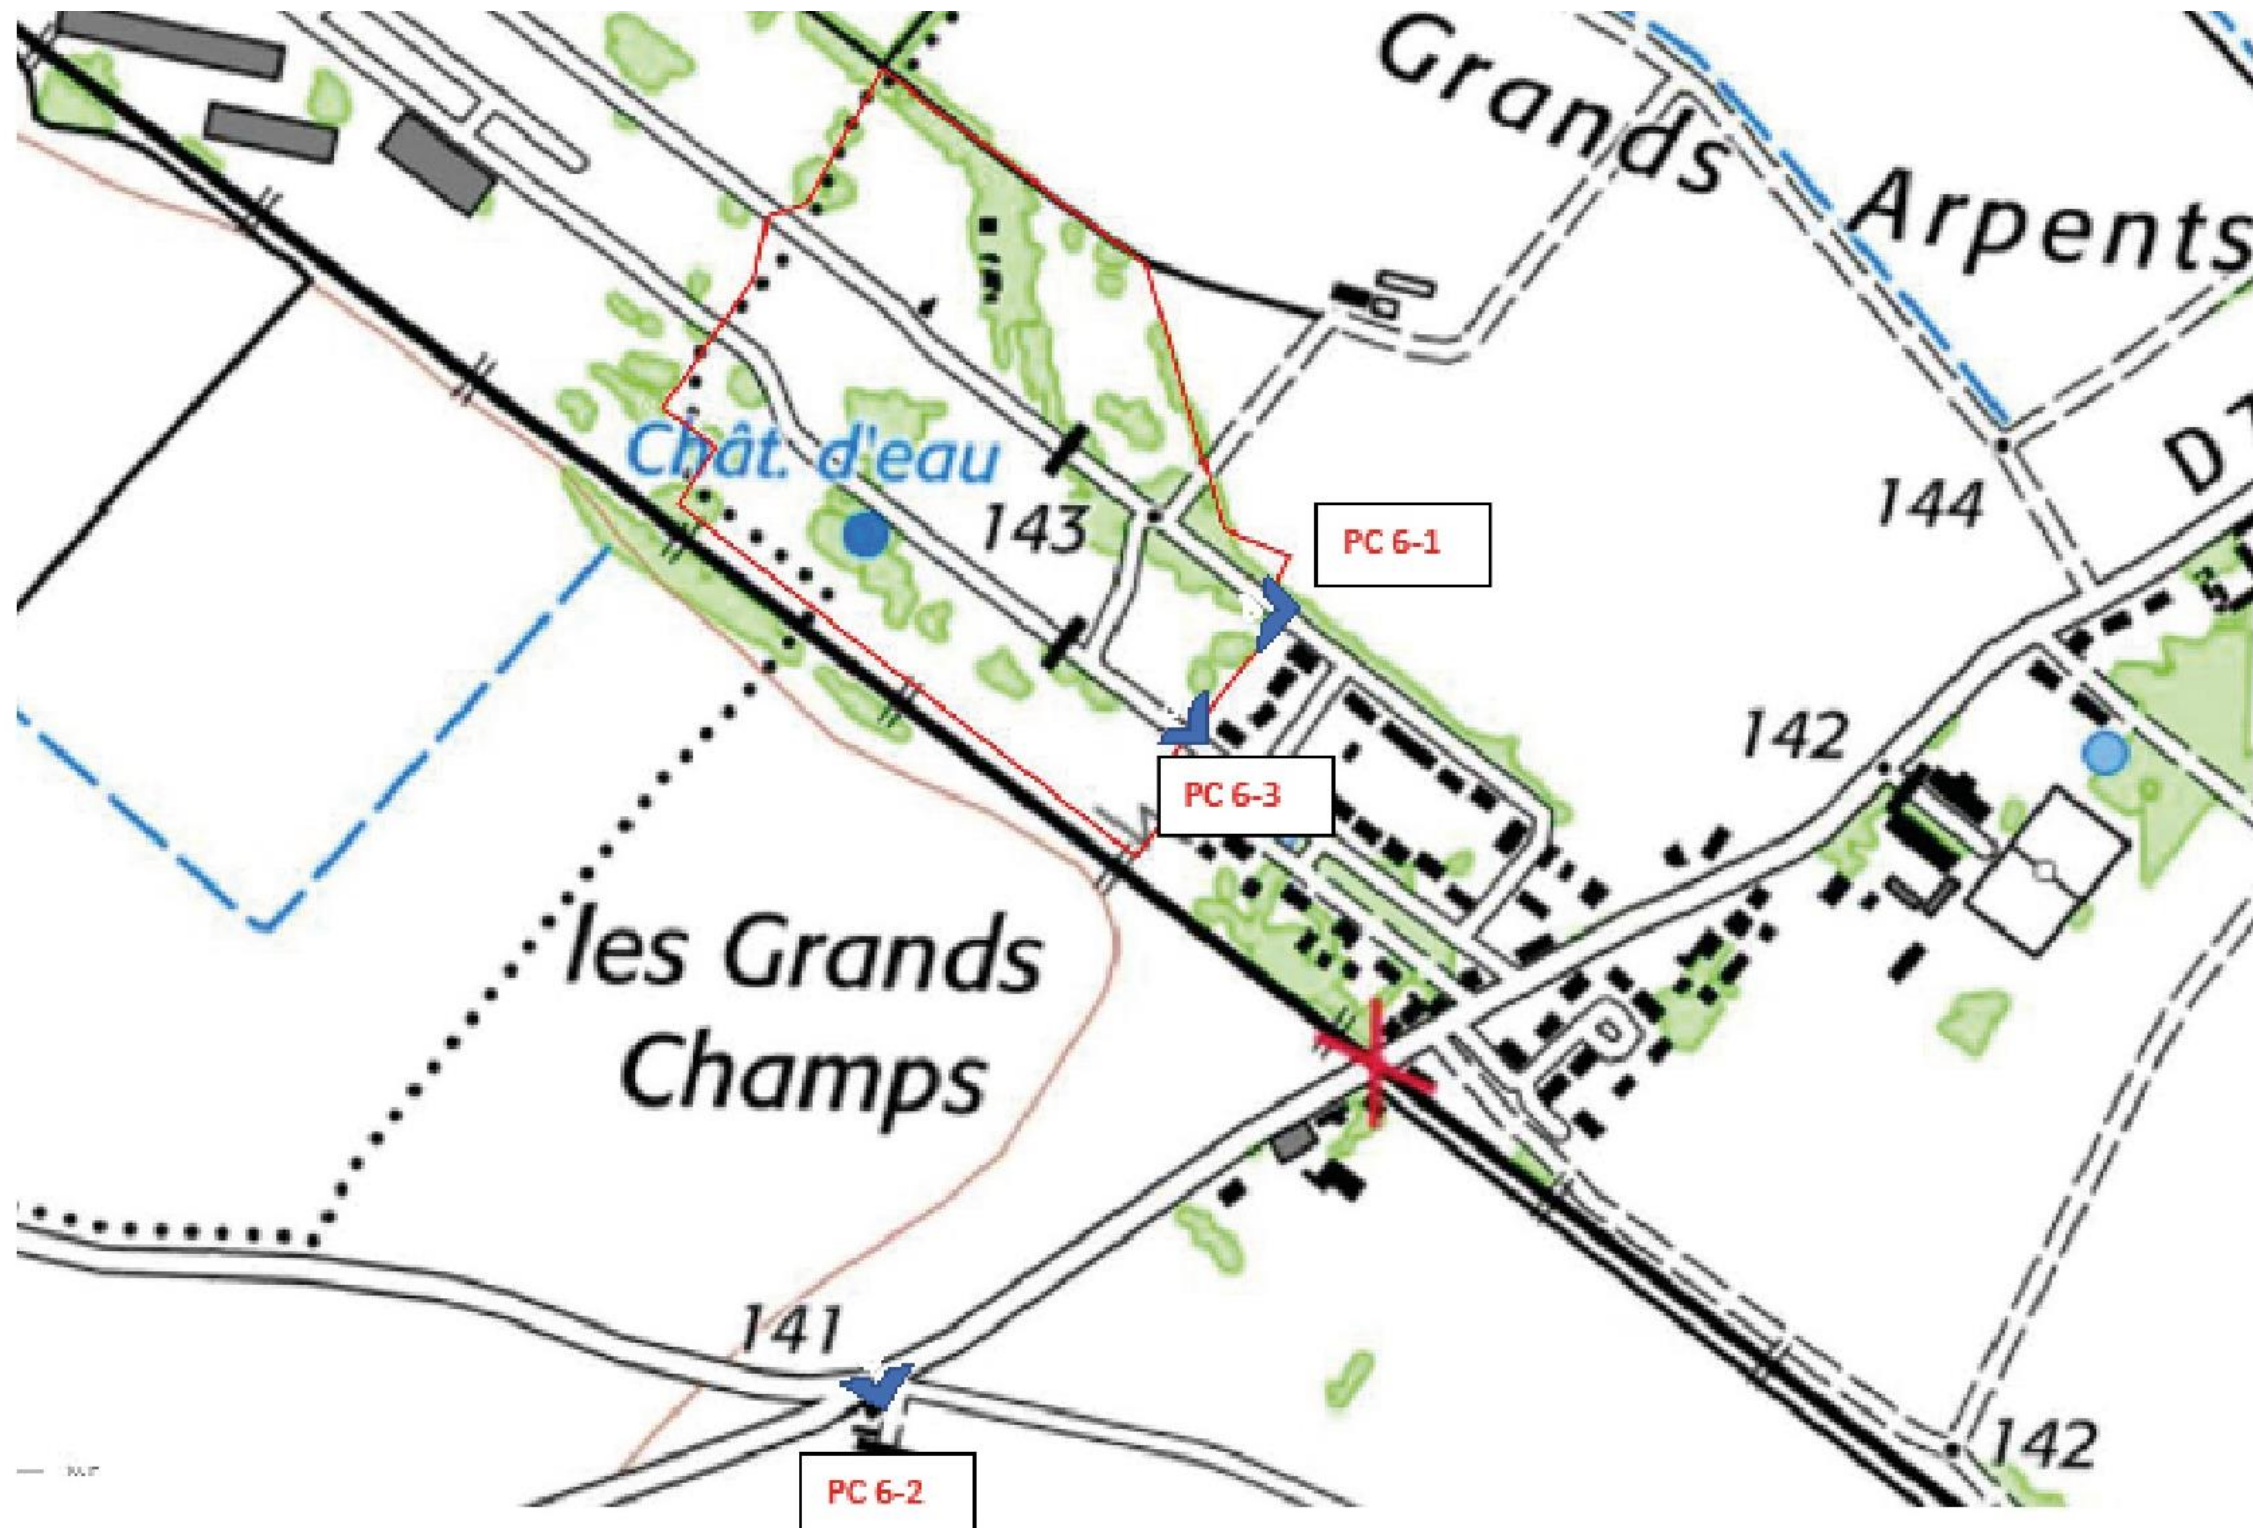 Grands
Arpents
D
Chât. d'eau
143
144
PC 6-1
142
PC 6-3
les Grands
Champs
141
142
PC 6-2